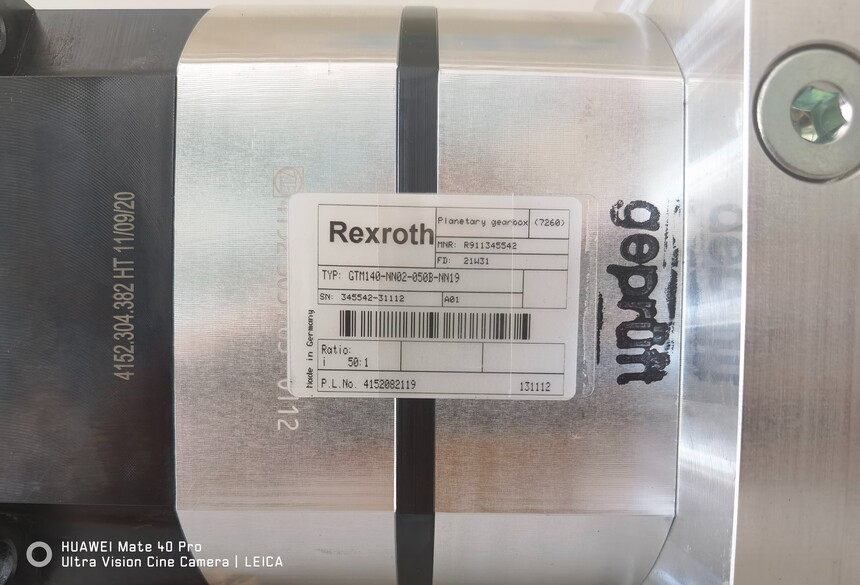 4152.304.382 HT 11/09/20
Rexroth
Planetary gearbox (7260)
MNR: R911345542
FD: 21W31
TYP: GTM140-NN02-050B-NN19
SN: 345542-31112 A01
Made in Germany
Ratio:
i 50:1
P.L.No. 4152082119 131112
geprüft
HUAWEI Mate 40 Pro
Ultra Vision Cine Camera | LEICA